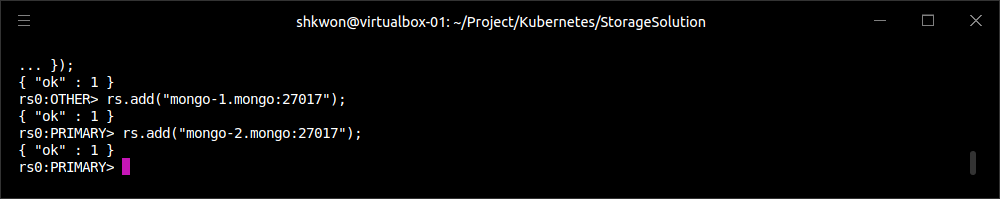 shkwon@virtualbox-01: ~/Project/Kubernetes/StorageSolution
... });
{ "ok" : 1 }
rs0:OTHER> rs.add("mongo-1.mongo:27017");
{ "ok" : 1 }
rs0:PRIMARY> rs.add("mongo-2.mongo:27017");
{ "ok" : 1 }
rs0:PRIMARY>